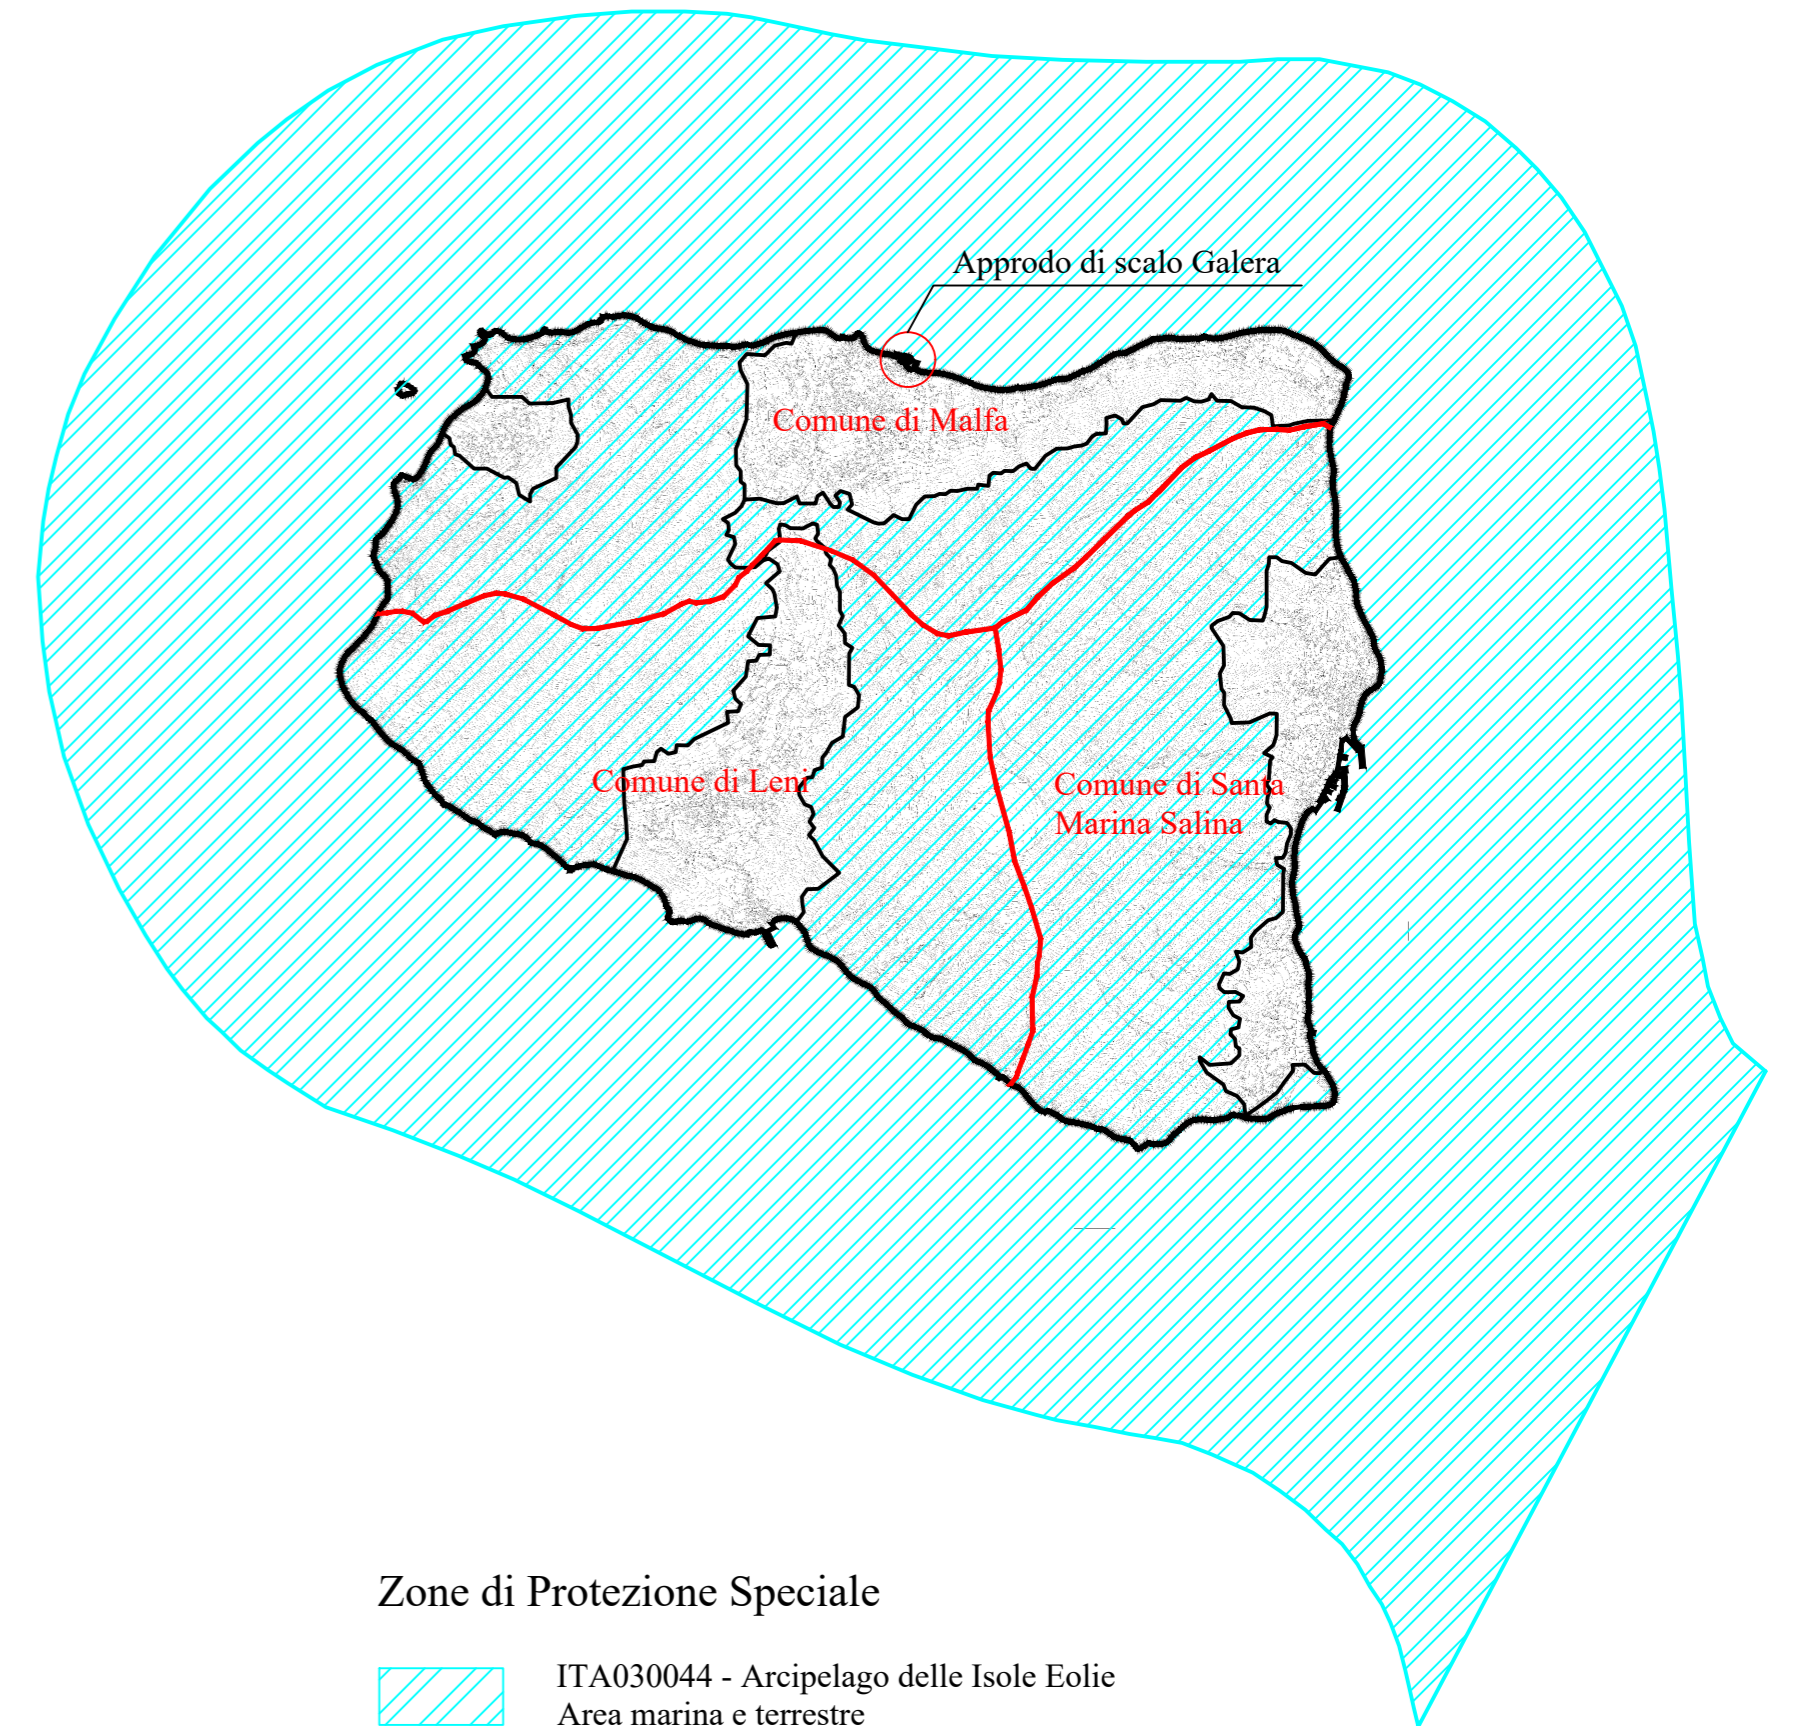 Approdo di scalo Galera
Comune di Malfa
Comune di Leni
Comune di Santa
Marina Salina
Zone di Protezione Speciale
ITA030044 - Arcipelago delle Isole Eolie
Area marina e terrestre